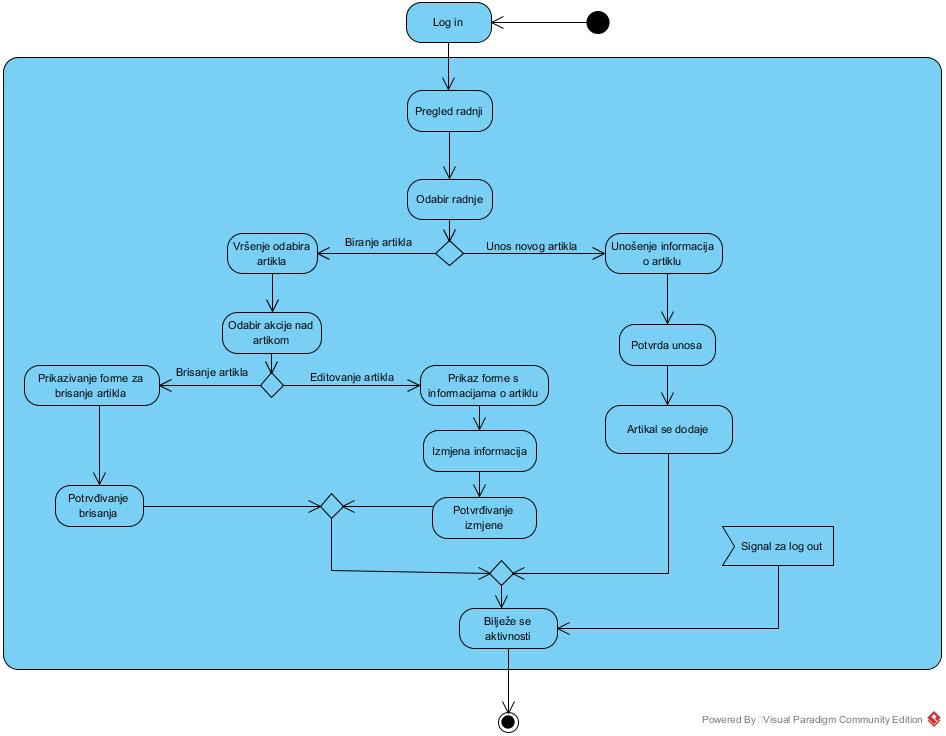 Log in
Pregled radnji
Odabir radnje
Biranje artikla
Unos novog artikla
Vršenje odabira
artikla
Unošenje informacija
o artiklu
Odabir akcije nad
artikom
Potvrda unosa
Brisanje artikla
Editovanje artikla
Prikazivanje forme za
brisanje artikla
Prikaz forme s
informacijama o artiklu
Artikal se dodaje
Izmjena informacija
Potrvđivanje
brisanja
Potvrđivanje
izmjene
Signal za log out
Bilježe se
aktivnosti
Powered By Visual Paradigm Community Edition